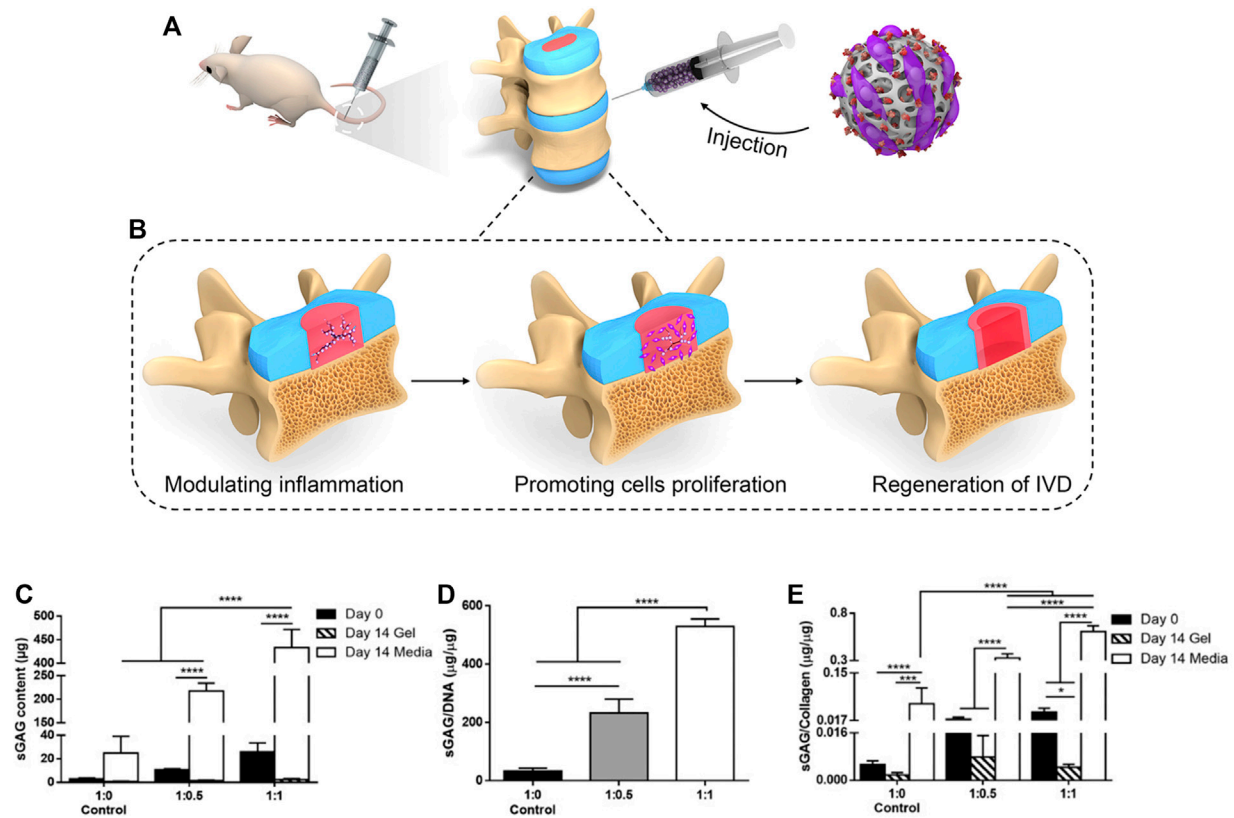 A
Injection
B
Modulating inflammation
Promoting cells proliferation
Regeneration of IVD
C
sGAG content (µg)
500
450
400
250
200
150
100
50
40
20
0
****
****
****
Day 0
Day 14 Gel
Day 14 Media
1:0
Control
1:0.5
1:1
D
sGAG/DNA (µg/µg)
600
400
200
0
****
****
1:0
Control
1:0.5
1:1
E
sGAG/Collagen (µg/µg)
0.8
0.3
0.15
0.017
0.016
0.000
****
****
****
****
****
***
*
Day 0
Day 14 Gel
Day 14 Media
1:0
Control
1:0.5
1:1